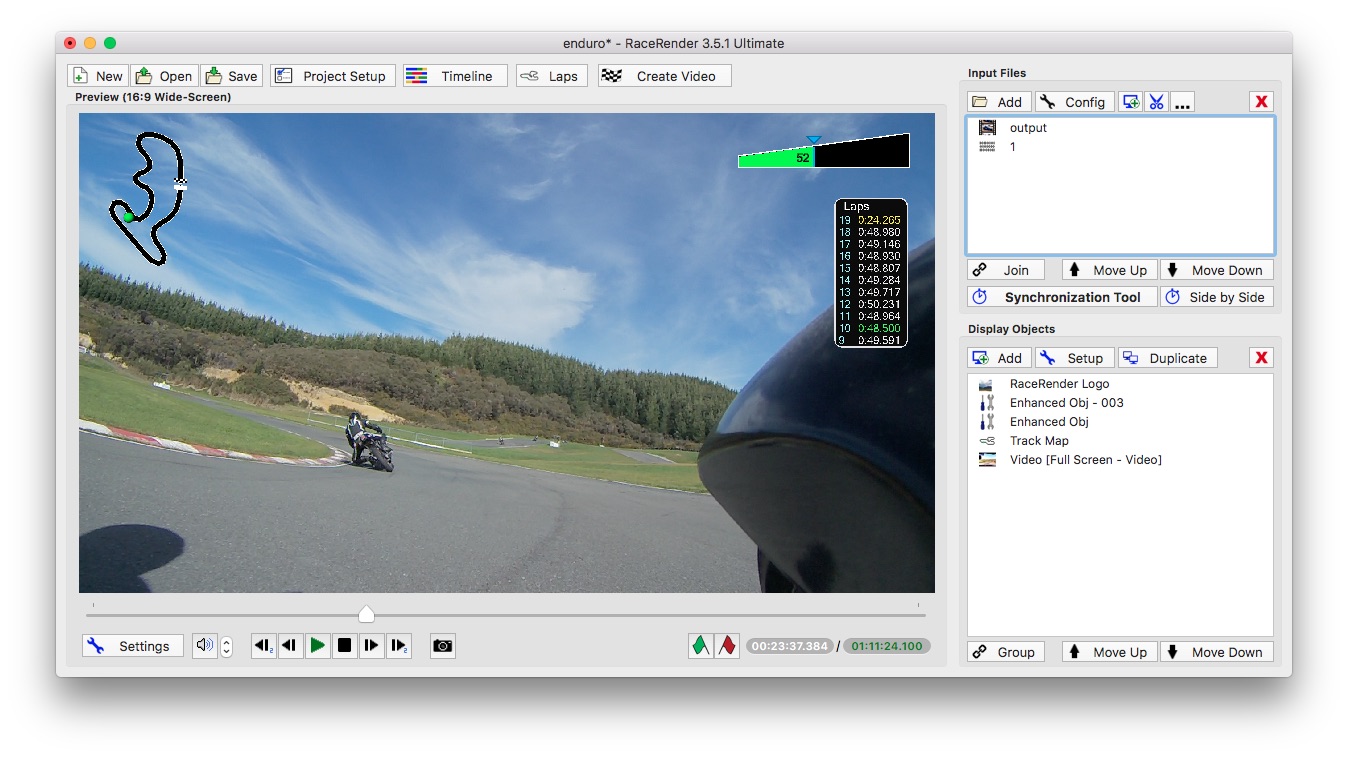 enduro* - RaceRender 3.5.1 Ultimate
New Open Save Project Setup Timeline Laps Create Video
Preview (16:9 Wide-Screen)
52
Laps
19 0:24.265
18 0:48.980
17 0:49.146
16 0:48.930
15 0:48.807
14 0:49.284
13 0:49.717
12 0:50.231
11 0:48.964
10 0:48.500
9 0:49.591
Settings
2 2
00:23:37.384 / 01:11:24.100
Input Files
Add Config ...
output
1
Join Move Up Move Down
Synchronization Tool Side by Side
Display Objects
Add Setup Duplicate
RaceRender Logo
Enhanced Obj - 003
Enhanced Obj
Track Map
Video [Full Screen - Video]
Group Move Up Move Down